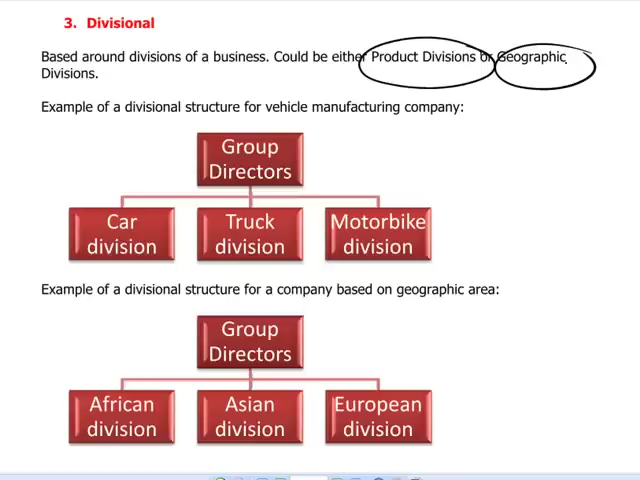 3. Divisional
Based around divisions of a business. Could be either Product Divisions or Geographic
Divisions.
Example of a divisional structure for vehicle manufacturing company:
Group
Directors
Car
division
Truck
division
Motorbike
division
Example of a divisional structure for a company based on geographic area:
Group
Directors
African
division
Asian
division
European
division